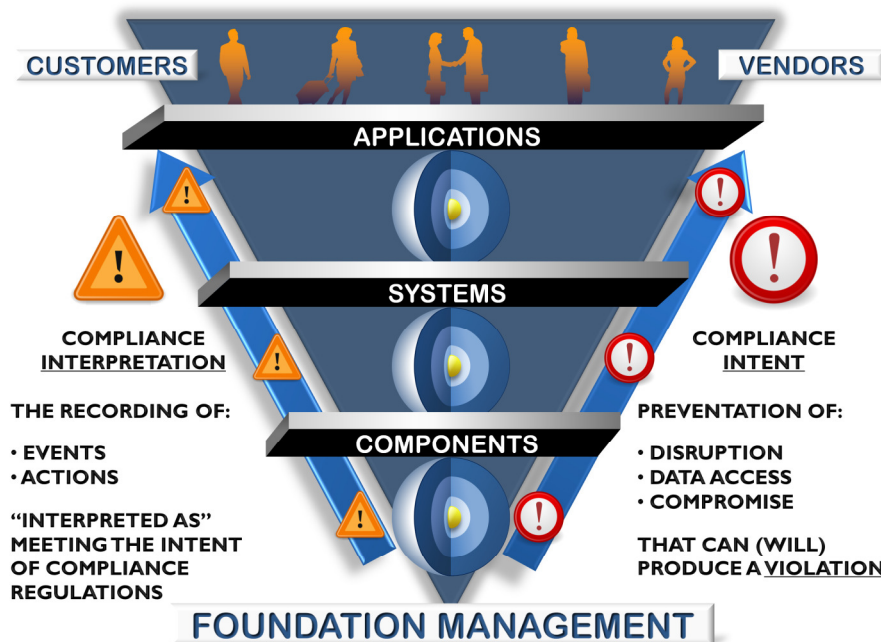 CUSTOMERS
VENDORS
APPLICATIONS
SYSTEMS
COMPONENTS
COMPLIANCE
INTERPRETATION
THE RECORDING OF:
• EVENTS
• ACTIONS
“INTERPRETED AS”
MEETING THE INTENT
OF COMPLIANCE
REGULATIONS
COMPLIANCE
INTENT
PREVENTATION OF:
• DISRUPTION
• DATA ACCESS
• COMPROMISE
THAT CAN (WILL)
PRODUCE A VIOLATION
FOUNDATION MANAGEMENT